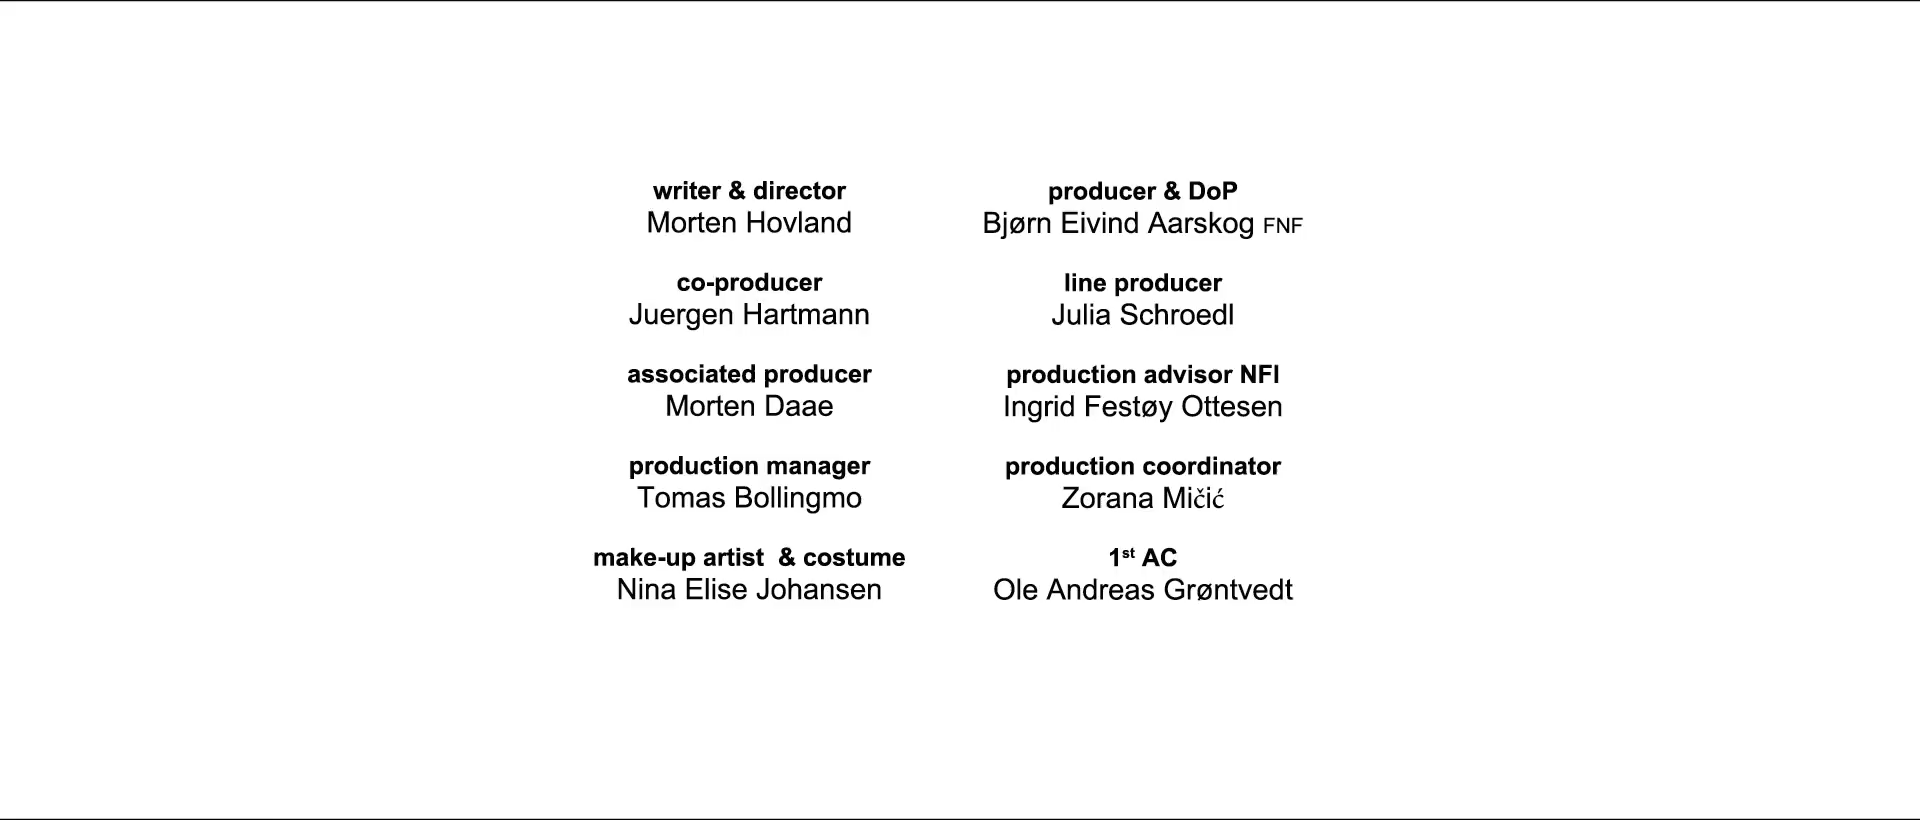 writer & director
Morten Hovland
producer & DoP
Bjørn Eivind Aarskog FNF
co-producer
Juergen Hartmann
line producer
Julia Schroedl
associated producer
Morten Daae
production advisor NFI
Ingrid Festøy Ottesen
production manager
Tomas Bollingmo
production coordinator
Zorana Mičić
make-up artist  & costume
Nina Elise Johansen
1st AC
Ole Andreas Grøntvedt